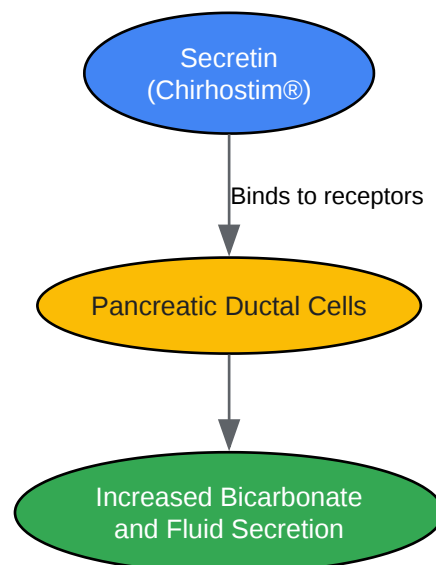 Secretin
(Chirhostim®)
Binds to receptors
Pancreatic Ductal Cells
Increased Bicarbonate
and Fluid Secretion